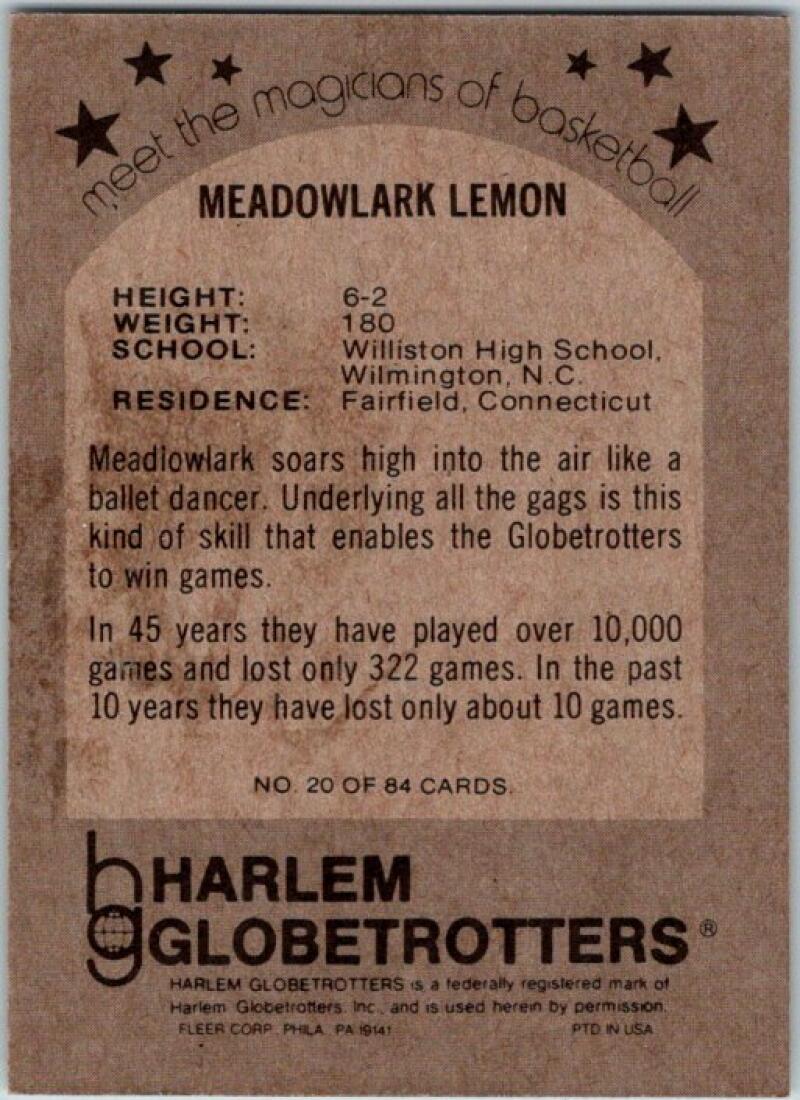 meet the magicians of basketball
MEADOWLARK LEMON
HEIGHT: 6-2
WEIGHT: 180
SCHOOL: Williston High School,
Wilmington, N.C.
RESIDENCE: Fairfield, Connecticut
Meadlowlark soars high into the air like a
ballet dancer. Underlying all the gags is this
kind of skill that enables the Globetrotters
to win games.
In 45 years they have played over 10,000
games and lost only 322 games. In the past
10 years they have lost only about 10 games.
NO. 20 OF 84 CARDS.
hg HARLEM
GLOBETROTTERS®
HARLEM GLOBETROTTERS is a federally registered mark of
Harlem Globetrotters, Inc., and is used herein by permission.
FLEER CORP. PHILA. PA 19141 PTD IN USA